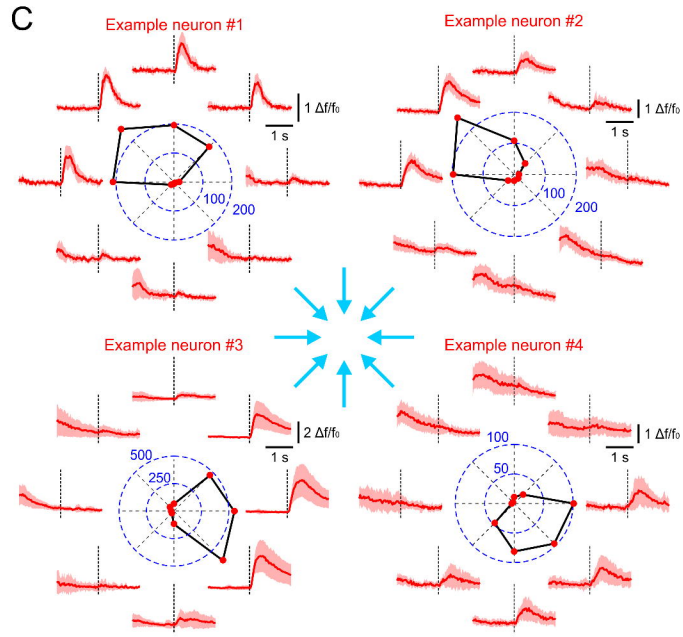 C
Example neuron #1
Example neuron #2
1 Δf/f₀
1 s
100
200
1 Δf/f₀
1 s
100
200
Example neuron #3
Example neuron #4
2 Δf/f₀
1 s
500
250
1 Δf/f₀
1 s
100
50